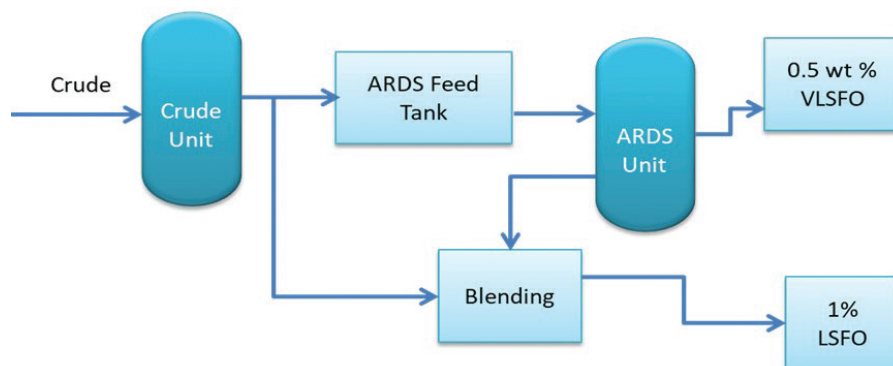 Crude
Crude
Unit
ARDS Feed
Tank
ARDS
Unit
0.5 wt %
VLSFO
Blending
1%
LSFO